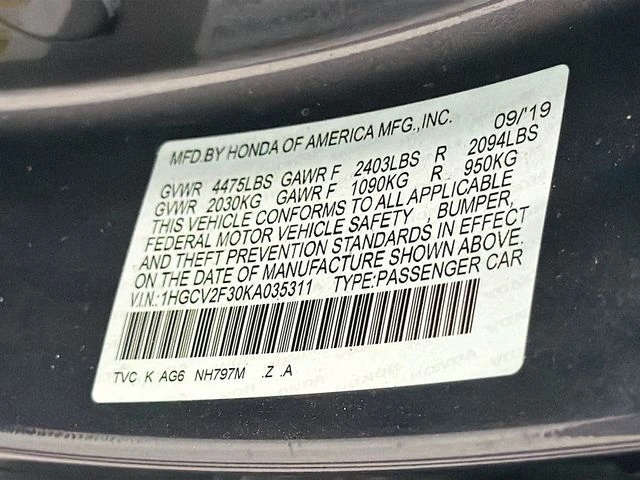 MFD.BY HONDA OF AMERICA MFG.,INC. 09/'19
GVWR 4475LBS GAWR F 2403LBS R 2094LBS
GVWR 2030KG GAWR F 1090KG R 950KG
THIS VEHICLE CONFORMS TO ALL APPLICABLE
FEDERAL MOTOR VEHICLE SAFETY , BUMPER,
AND THEFT PREVENTION STANDARDS IN EFFECT
ON THE DATE OF MANUFACTURE SHOWN ABOVE.
V.I.N.:1HGCV2F30KA035311 TYPE:PASSENGER CAR
TVC K AG6 NH797M .Z .A